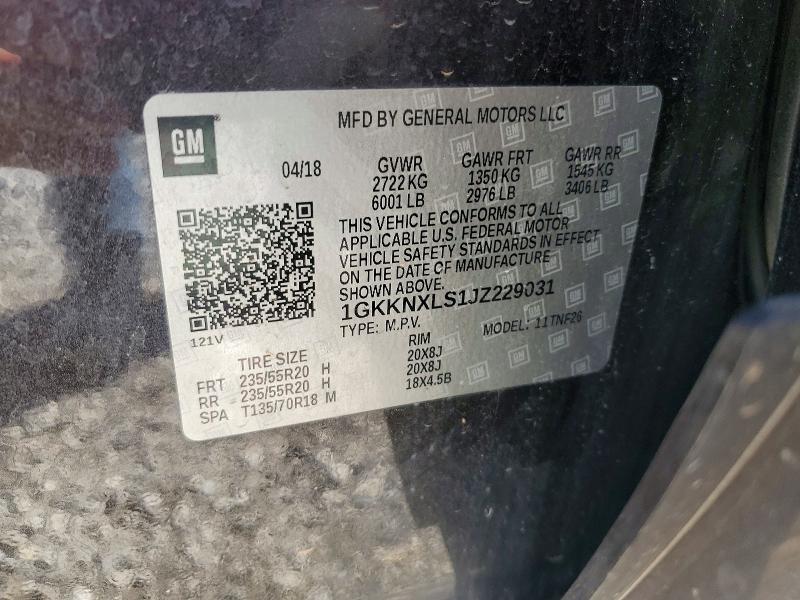 GM
MFD BY GENERAL MOTORS LLC
04/18
GVWR GAWR FRT GAWR RR
2722 KG 1350 KG 1545 KG
6001 LB 2976 LB 3406 LB
THIS VEHICLE CONFORMS TO ALL
APPLICABLE U.S. FEDERAL MOTOR
VEHICLE SAFETY STANDARDS IN EFFECT
ON THE DATE OF MANUFACTURE
SHOWN ABOVE.
1GKKNXLS1JZ229031
TYPE: M.P.V. MODEL: 11TNF26
121V
TIRE SIZE RIM
FRT 235/55R20 H 20X8J
RR 235/55R20 H 20X8J
SPA T135/70R18 M 18X4.5B